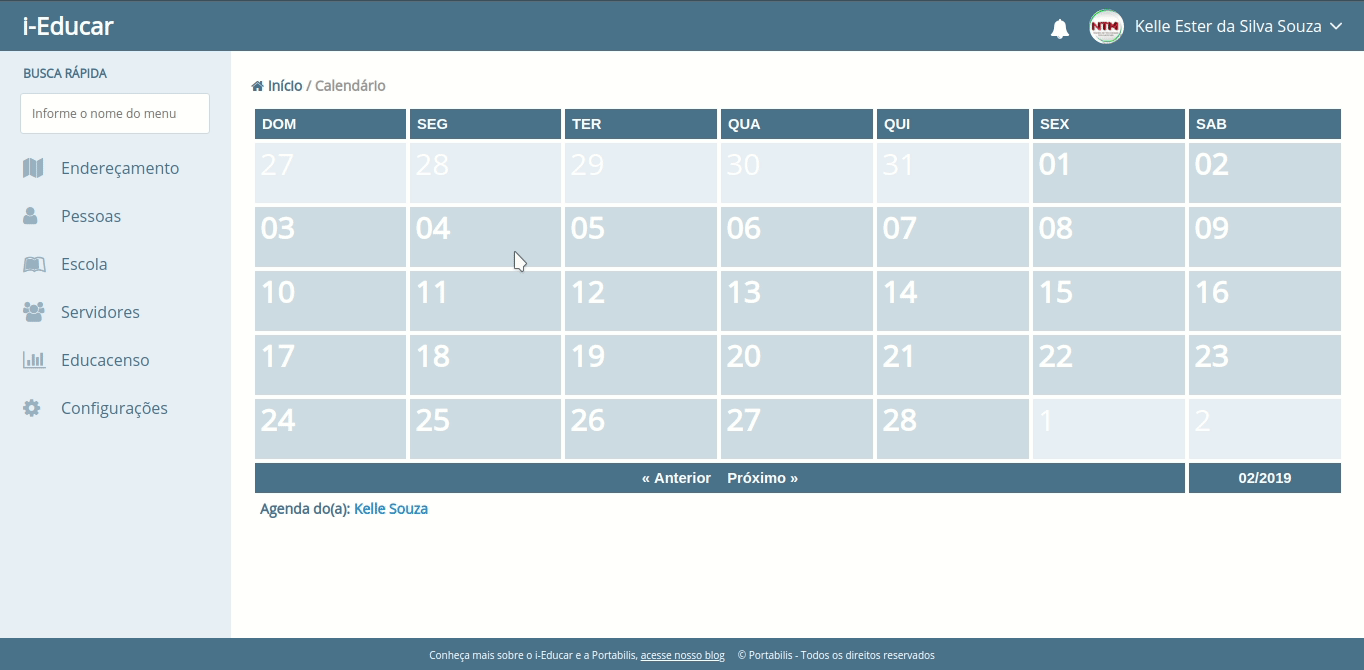 i-Educar
NTM
Kelle Ester da Silva Souza
BUSCA RÁPIDA
Informe o nome do menu
Endereçamento
Pessoas
Escola
Servidores
Educacenso
Configurações
Início / Calendário
DOM SEG TER QUA QUI SEX SAB
27 28 29 30 31 01 02
03 04 05 06 07 08 09
10 11 12 13 14 15 16
17 18 19 20 21 22 23
24 25 26 27 28 1 2
« Anterior Próximo » 02/2019
Agenda do(a): Kelle Souza
Conheça mais sobre o i-Educar e a Portabilis, acesse nosso blog © Portabilis - Todos os direitos reservados